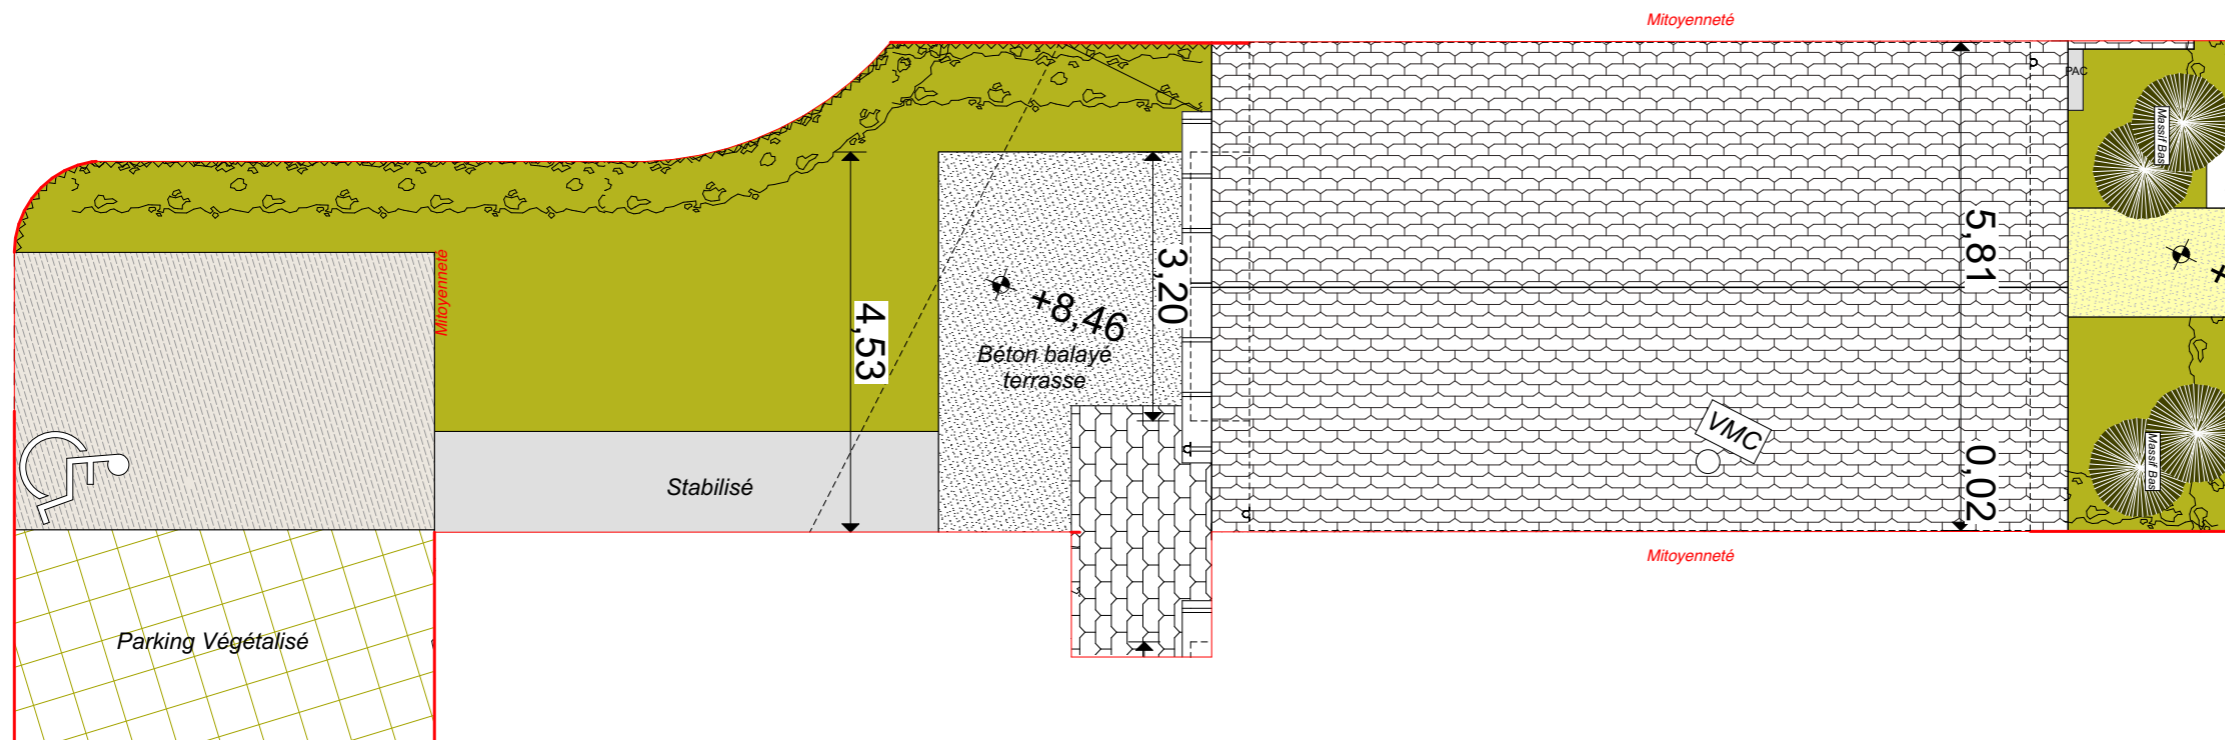 Mitoyenneté
PAC
Massif Bas
Mitoyenneté
4,53
3,20
5,81
+8,46
+
Béton balayé
terrasse
VMC
0,02
Massif Bas
Stabilisé
Mitoyenneté
Parking Végétalisé